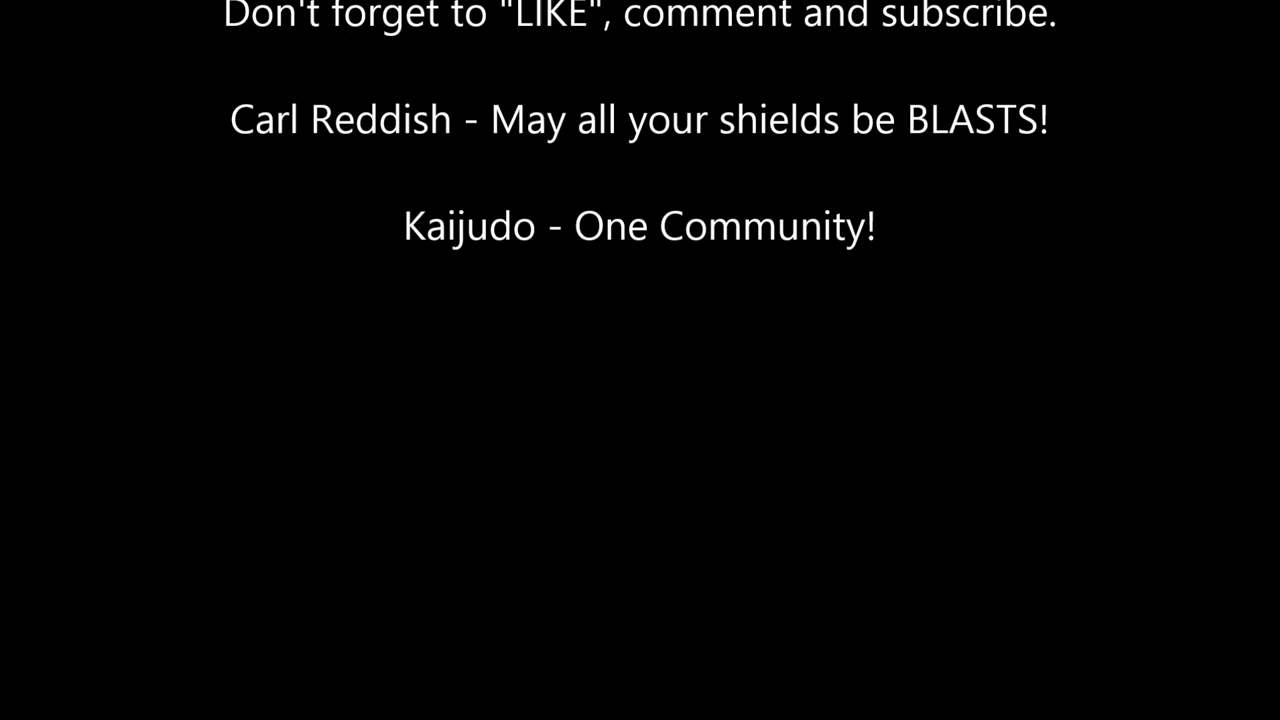 Don't forget to "LIKE", comment and subscribe.
Carl Reddish - May all your shields be BLASTS!
Kaijudo - One Community!